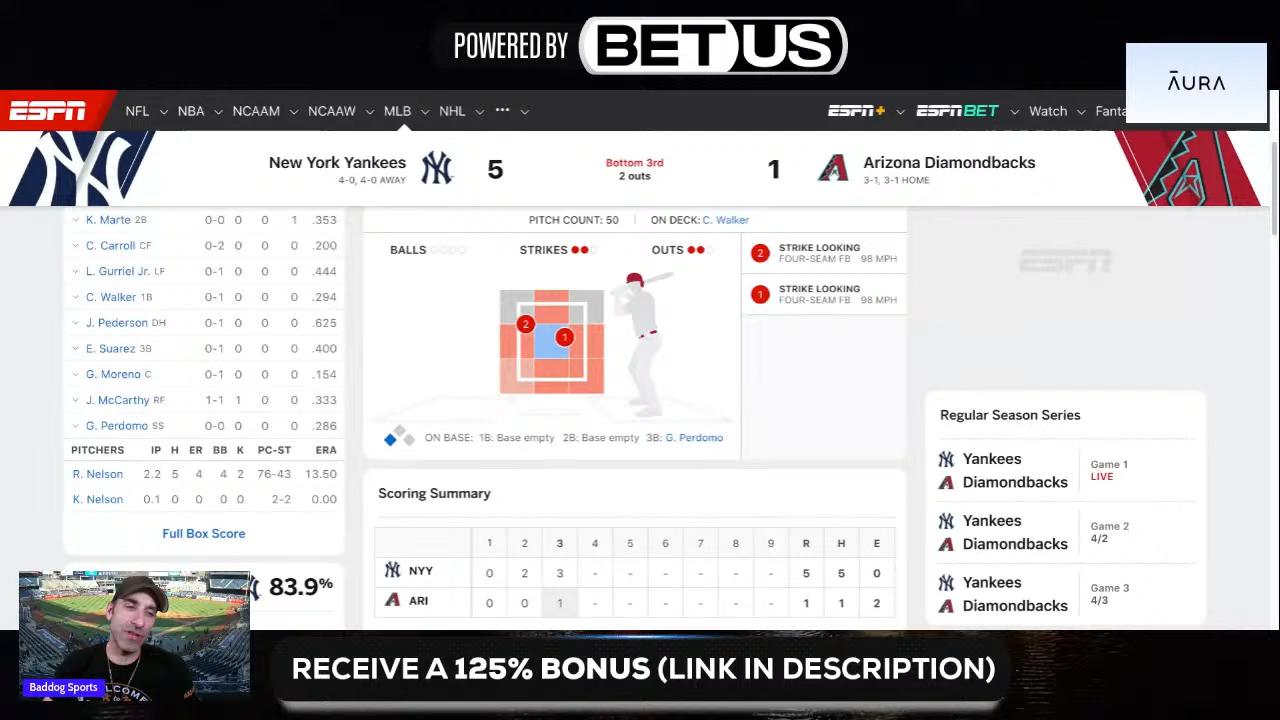 POWERED BY BETUS
ĀURA
ESPN NFL NBA NCAAM NCAAW MLB NHL ••• ESPN+ ESPN BET Watch Fanta
New York Yankees 5 Bottom 3rd 1 Arizona Diamondbacks
4-0, 4-0 AWAY 2 outs 3-1, 3-1 HOME
K. Marte 2B 0-0 0 0 1 .353
C. Carroll CF 0-2 0 0 0 .200
L. Gurriel Jr. LF 0-1 0 0 0 .444
C. Walker 1B 0-1 0 0 0 .294
J. Pederson DH 0-1 0 0 0 .625
E. Suarez 3B 0-1 0 0 0 .400
G. Moreno C 0-1 0 0 0 .154
J. McCarthy RF 1-1 1 0 0 .333
G. Perdomo SS 0-0 0 0 0 .286
PITCHERS IP H ER BB K PC-ST ERA
R. Nelson 2.2 5 4 4 2 76-43 13.50
K. Nelson 0.1 0 0 0 0 2-2 0.00
Full Box Score
83.9%
PITCH COUNT: 50 ON DECK: C. Walker
BALLS STRIKES OUTS
2 STRIKE LOOKING
FOUR-SEAM FB 98 MPH
1 STRIKE LOOKING
FOUR-SEAM FB 98 MPH
2
1
ON BASE: 1B: Base empty 2B: Base empty 3B: G. Perdomo
Scoring Summary
1 2 3 4 5 6 7 8 9 R H E
NYY 0 2 3 - - - - - - 5 5 0
ARI 0 0 1 - - - - - - 1 1 2
ESPN
Regular Season Series
Yankees
Diamondbacks
Game 1
LIVE
Yankees
Diamondbacks
Game 2
4/2
Yankees
Diamondbacks
Game 3
4/3
Baddog Sports
RECEIVE A 125% BONUS (LINK IN DESCRIPTION)